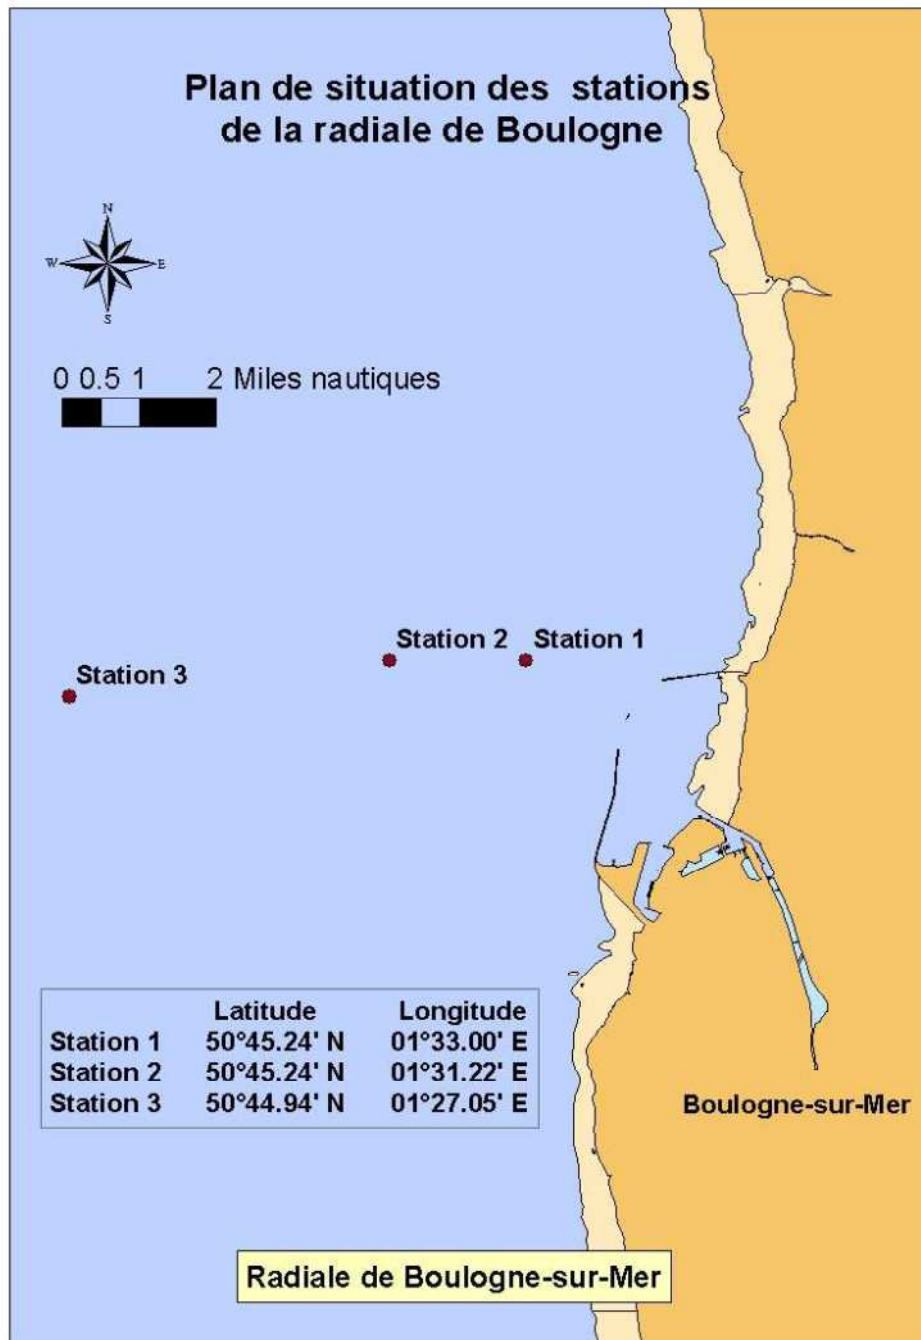 Plan de situation des stations
de la radiale de Boulogne
N
W E
S
0 0.5 1 2 Miles nautiques
Station 2 Station 1
Station 3
Latitude Longitude
Station 1 50°45.24' N 01°33.00' E
Station 2 50°45.24' N 01°31.22' E
Station 3 50°44.94' N 01°27.05' E
Boulogne-sur-Mer
Radiale de Boulogne-sur-Mer